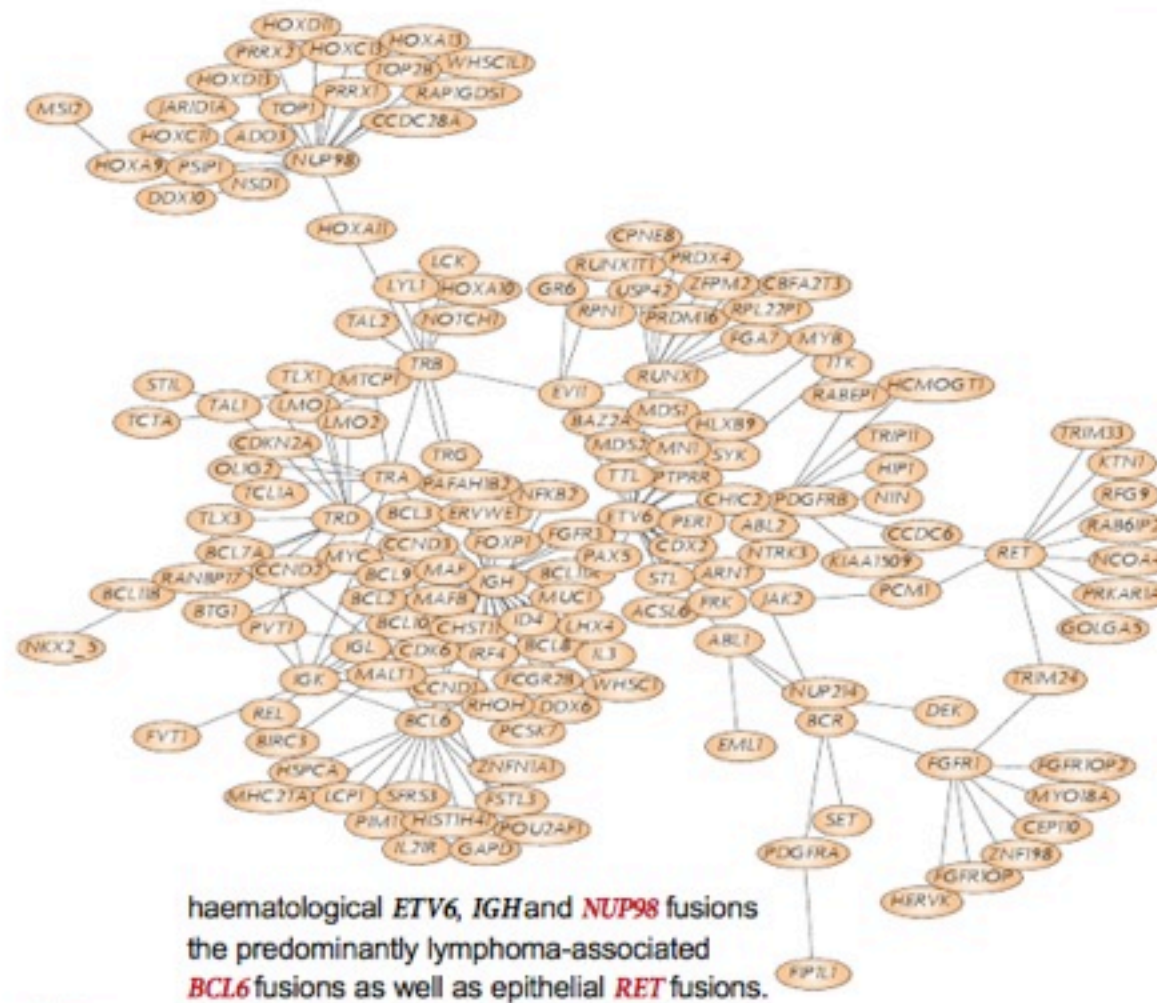 HOXD11
PRRX2 HOXC13 HOXA13
TOP2B WHSC1L1
HOXD13
PRRX1 RAP1GDS1
MSI2 JARID1A TOP1
CCDC28A
HOXC11 ADD3
HOXA9 PSIP1 NUP98
NSD1
DDX10
HOXA11
CPNE8
LCK RUNX1T1 PRDX4
LYL1 HOXA10 GR6 USP42 ZFPM2 CBFA2T3
RPN1 PRDM16 RPL22P1
TAL2 NOTCH1
FGA7 MYB
TRB ITK
TLX1 MTCP1 EVI1 RUNX1
STIL RABEP1 HCMOGT1
TAL1 LMO1 MDS1
TCTA LMO2 BAZ2A HLXB9
CDKN2A MDS2 MN1 TRIP11 TRIM33
TRG SYK
OLIG2 TRA TTL PTPRR HIP1 KTN1
PAFAH1B2
TCL1A NFKB2 CHIC2 PDGFRB NIN RFG9
BCL3 ERVWE1
TLX3 TRD ETV6 PER1 ABL2 RAB6IP2
FGFR3 CCDC6
CCND3 FOXP1
BCL7A MYC PAX5 CDX2 NTRK3 RET
KIAA1509 NCOA4
RANBP17 CCND2 BCL9 MAF IGH BCL11A STL ARNT
BCL11B PCM1 PRKAR1A
BCL2 MAFB MUC1 FRK JAK2
BTG1 ACSL6
PVT1 BCL10 CHST11 ID4 LHX4 GOLGA5
NKX2_5 IGL ABL1
CDK6 IRF4 BCL8 IL3
IGK MALT1 TRIM24
CCND1 FCGR2B WHSC1 NUP214
REL RHOH DDX6 DEK
BCL6 BCR
FVT1 PCSK7
BIRC3 EML1
FGFR1 FGFR1OP2
HSPCA ZNFN1A1
MYO18A
MHC2TA LCP1 SFRS3 FSTL3
PIM1 HIST1H4I POU2AF1 SET CEP110
IL21R GAPD PDGFRA ZNF198
FGFR1OP
HERVK
haematological ETV6, IGH and NUP98 fusions
the predominantly lymphoma-associated
BCL6 fusions as well as epithelial RET fusions.
FIP1L1